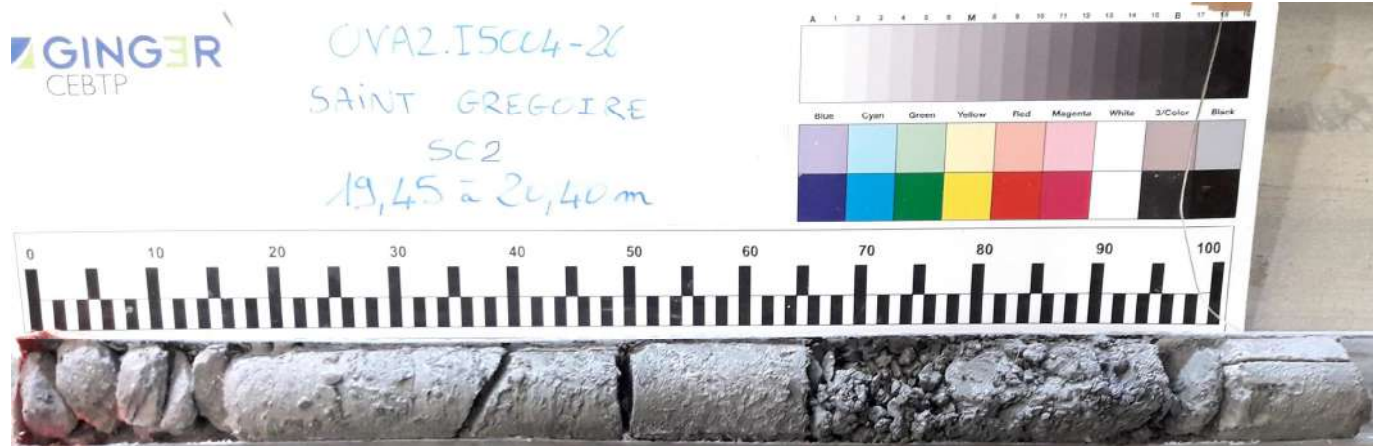 GINGER
CEBTP
OVA2.I5004-20
SAINT GREGOIRE
SC2
19,45 à 20,40 m
A 1 2 3 4 5 6 M 8 9 10 11 12 13 14 15 B 17 18 19
Blue Cyan Green Yellow Red Magenta White 3/Color Black
0 10 20 30 40 50 60 70 80 90 100